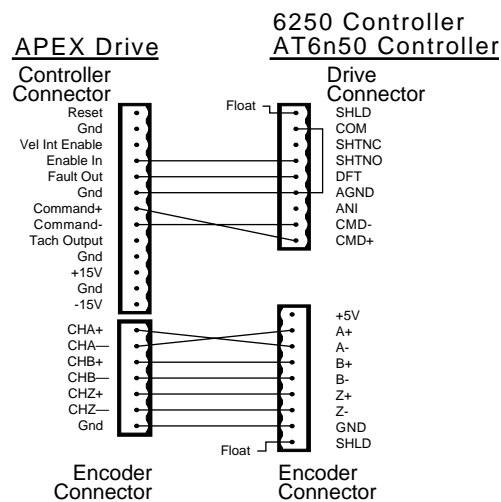 APEX Drive
6250 Controller
AT6n50 Controller
Controller
Connector
Reset
Gnd
Vel Int Enable
Enable In
Fault Out
Gnd
Command+
Command-
Tach Output
Gnd
+15V
Gnd
-15V
Drive
Connector
Float
SHLD
COM
SHTNC
SHTNO
DFT
AGND
ANI
CMD-
CMD+
CHA+
CHA—
CHB+
CHB—
CHZ+
CHZ—
Gnd
Encoder
Connector
+5V
A+
A-
B+
B-
Z+
Z-
GND
SHLD
Float
Encoder
Connector